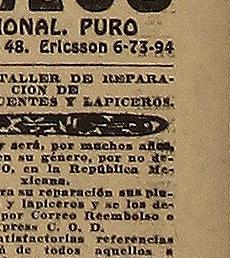 IONAL. PURO
48. Ericsson 6-73-94
TALLER DE REPARA-
CION DE
UENTES Y LAPICEROS.
y será, por muchos años,
en su género, por no de-
O, en la República Me-
xicana.
ra su reparación sus plu-
y lapiceros y se los de-
por Correo Reembolso o
xpress C. O. D.
atisfactorias referencias
á de todos aquellos a